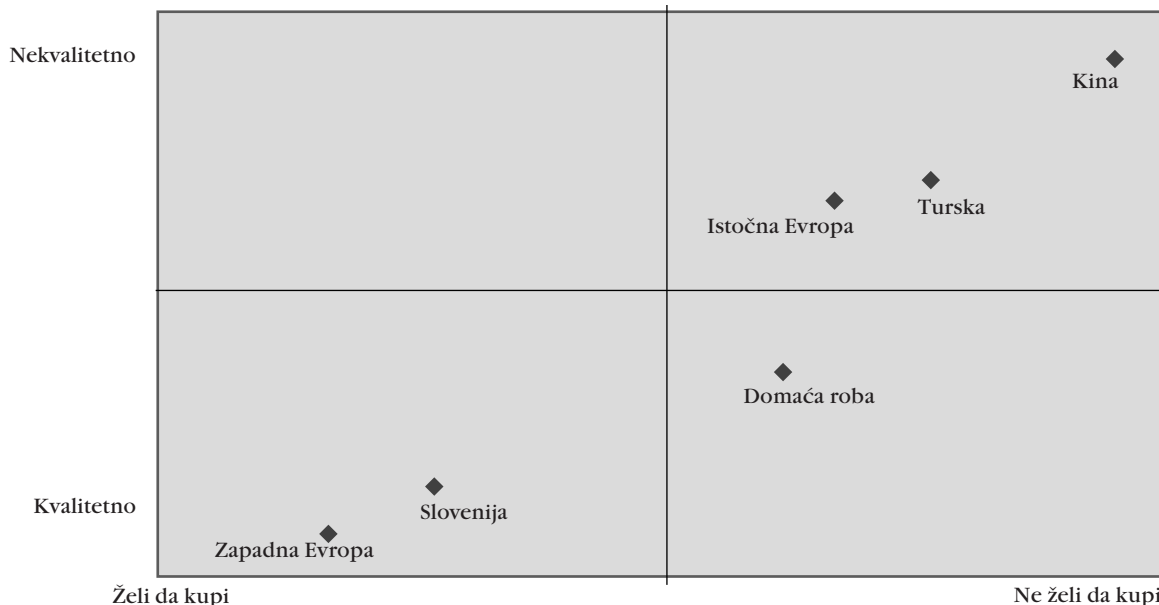 Nekvalitetno
Kina
Turska
Istočna Evropa
Domaća roba
Kvalitetno
Slovenija
Zapadna Evropa
Želi da kupi
Ne želi da kupi